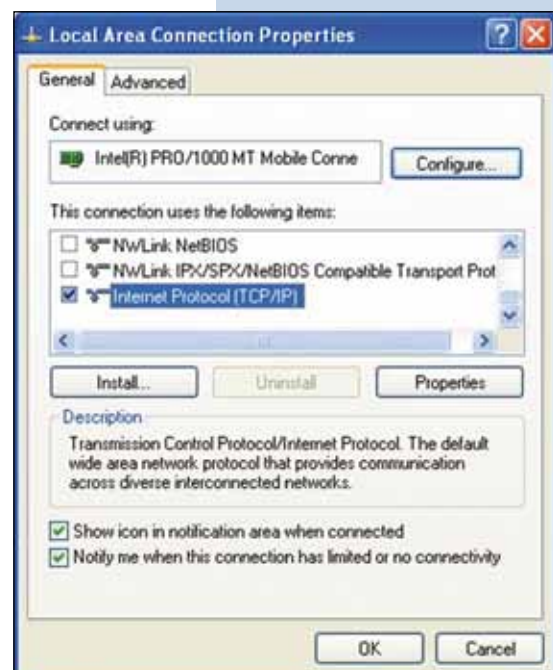 Local Area Connection Properties
General
Advanced
Connect using:
Intel(R) PRO/1000 MT Mobile Conne
Configure...
This connection uses the following items:
NWLink NetBIOS
NWLink IPX/SPX/NetBIOS Compatible Transport Prot
Internet Protocol (TCP/IP)
Install...
Uninstall
Properties
Description
Transmission Control Protocol/Internet Protocol. The default
wide area network protocol that provides communication
across diverse interconnected networks.
Show icon in notification area when connected
Notify me when this connection has limited or no connectivity
OK
Cancel